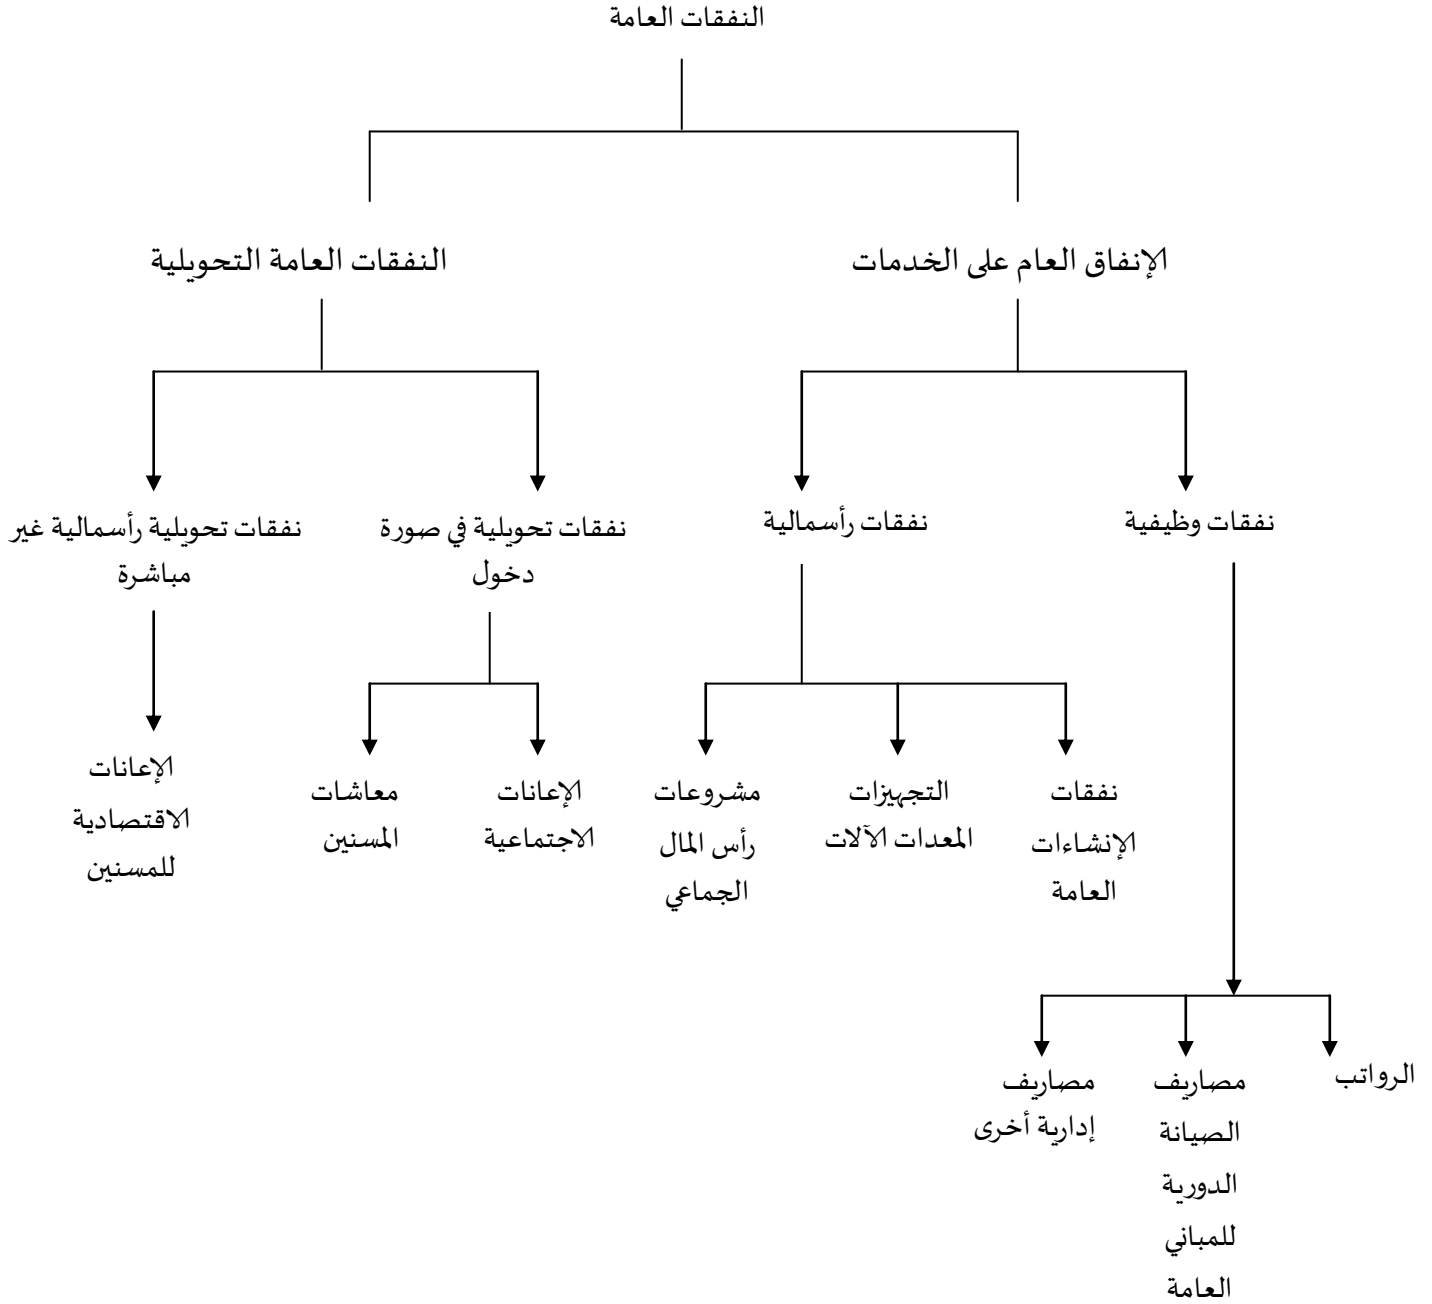 النفقات العامة
الإنفاق العام على الخدمات
النفقات العامة التحويلية
نفقات وظيفية
نفقات رأسمالية
نفقات تحويلية في صورة
دخول
نفقات تحويلية رأسمالية غير
مباشرة
نفقات
الإنشاءات
العامة
التجهيزات
المعدات الآلات
مشروعات
رأس المال
الجماعي
الإعانات
الاجتماعية
معاشات
المسنين
الإعانات
الاقتصادية
للمسنين
الرواتب
مصاريف
الصيانة
الدورية
للمباني
العامة
مصاريف
إدارية أخرى